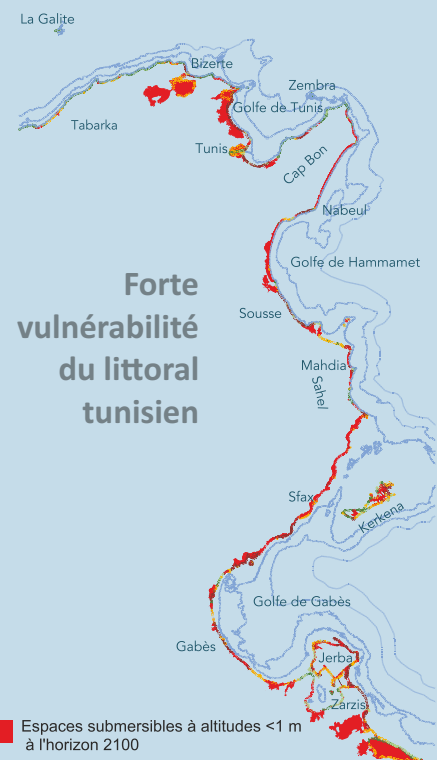 La Galite
Bizerte
Zembra
Golfe de Tunis
Tabarka
Tunis
Cap Bon
Nabeul
Golfe de Hammamet
Forte
vulnérabilité
du littoral
tunisien
Sousse
Mahdia
Sahel
Sfax
Kerkena
Golfe de Gabès
Gabès
Jerba
Zarzis
Espaces submersibles à altitudes <1 m
à l'horizon 2100